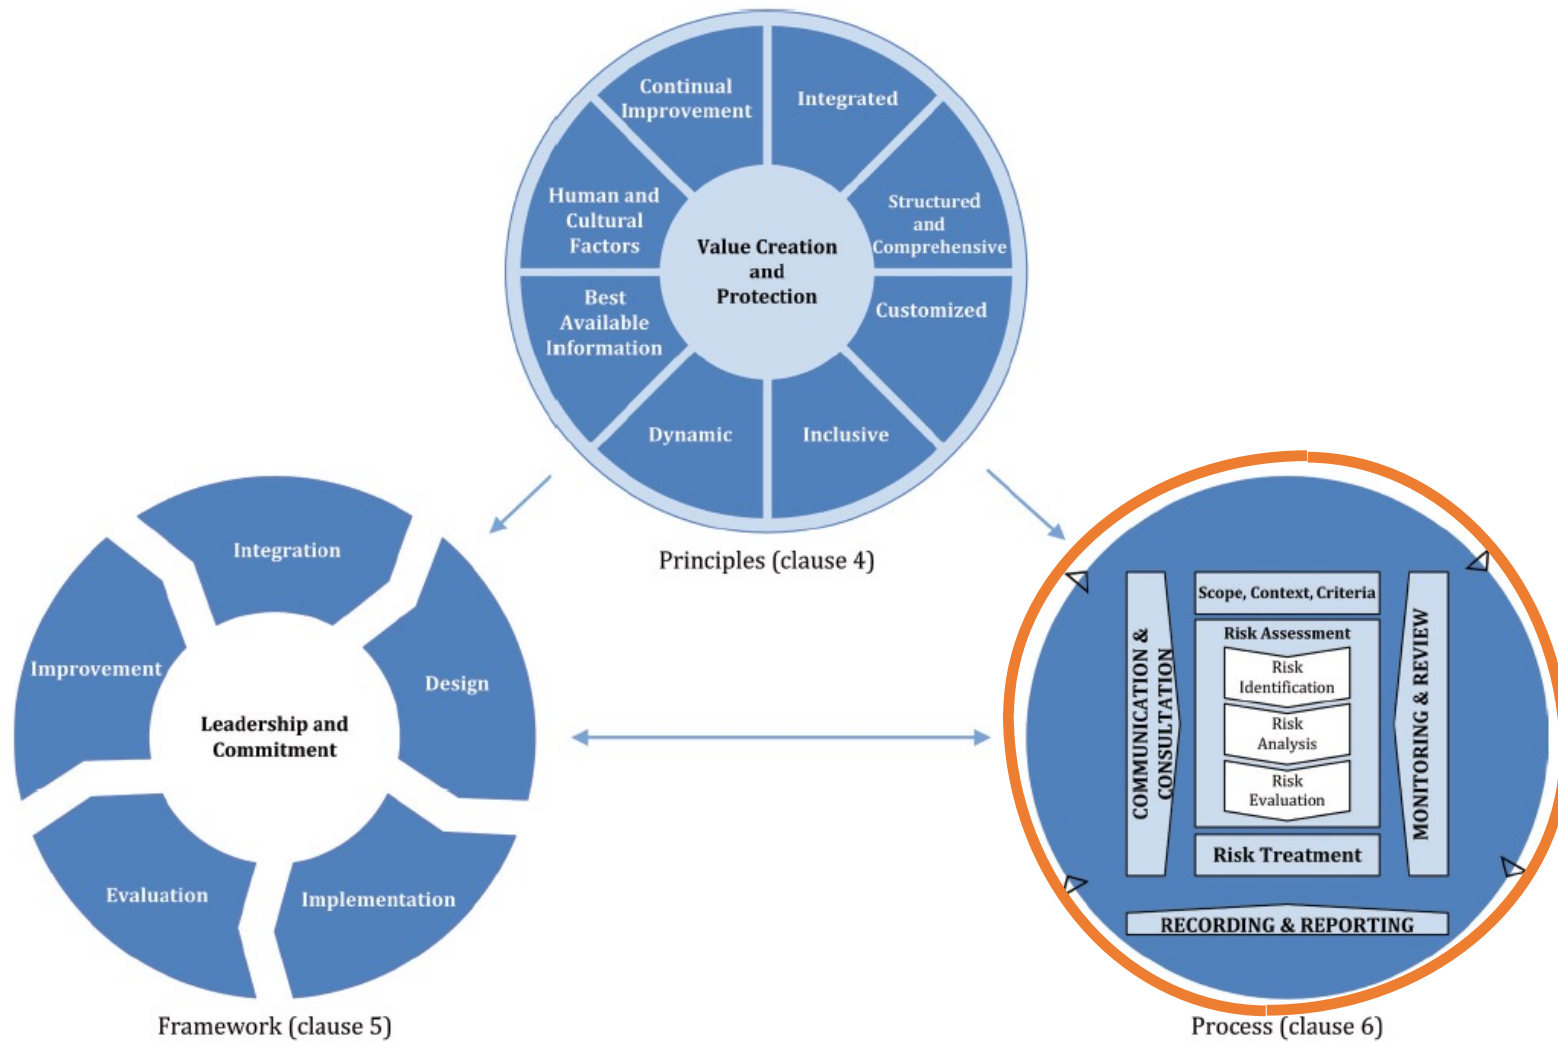 Continual
Improvement
Integrated
Human and
Cultural
Factors
Structured
and
Comprehensive
Value Creation
and
Protection
Best
Available
Information
Customized
Dynamic
Inclusive
Principles (clause 4)
Integration
Improvement
Design
Leadership and
Commitment
Evaluation
Implementation
Framework (clause 5)
Scope, Context, Criteria
Risk Assessment
Risk
Identification
Risk
Analysis
Risk
Evaluation
Risk Treatment
COMMUNICATION &
CONSULTATION
MONITORING & REVIEW
RECORDING & REPORTING
Process (clause 6)